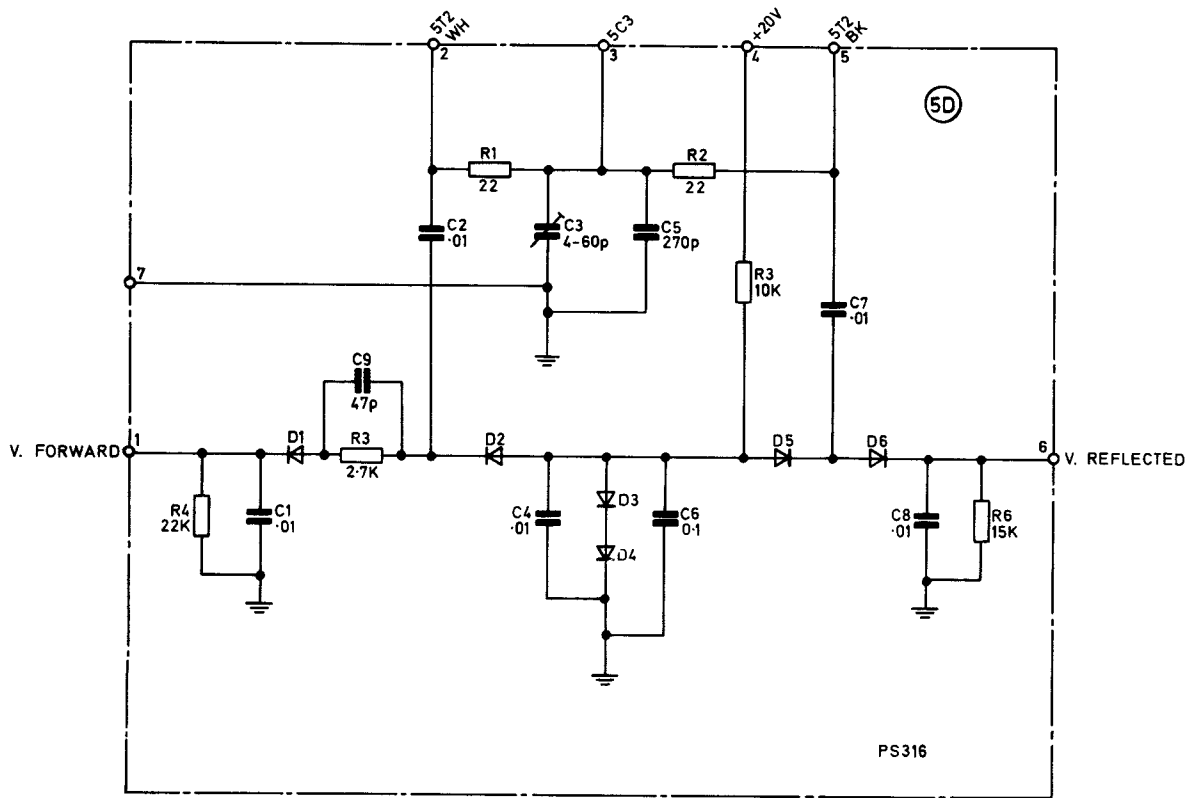 5T2
WH
2
5C3
3
+20V
4
5T2
BK
5
5D
R1
22
R2
22
C2
·01
C3
4-60p
C5
270p
7
R3
10K
C7
·01
C9
47p
V. FORWARD
1
D1
R3
2·7K
D2
D5
D6
6
V. REFLECTED
R4
22K
C1
·01
C4
·01
D3
D4
C6
0·1
C8
·01
R6
15K
PS316